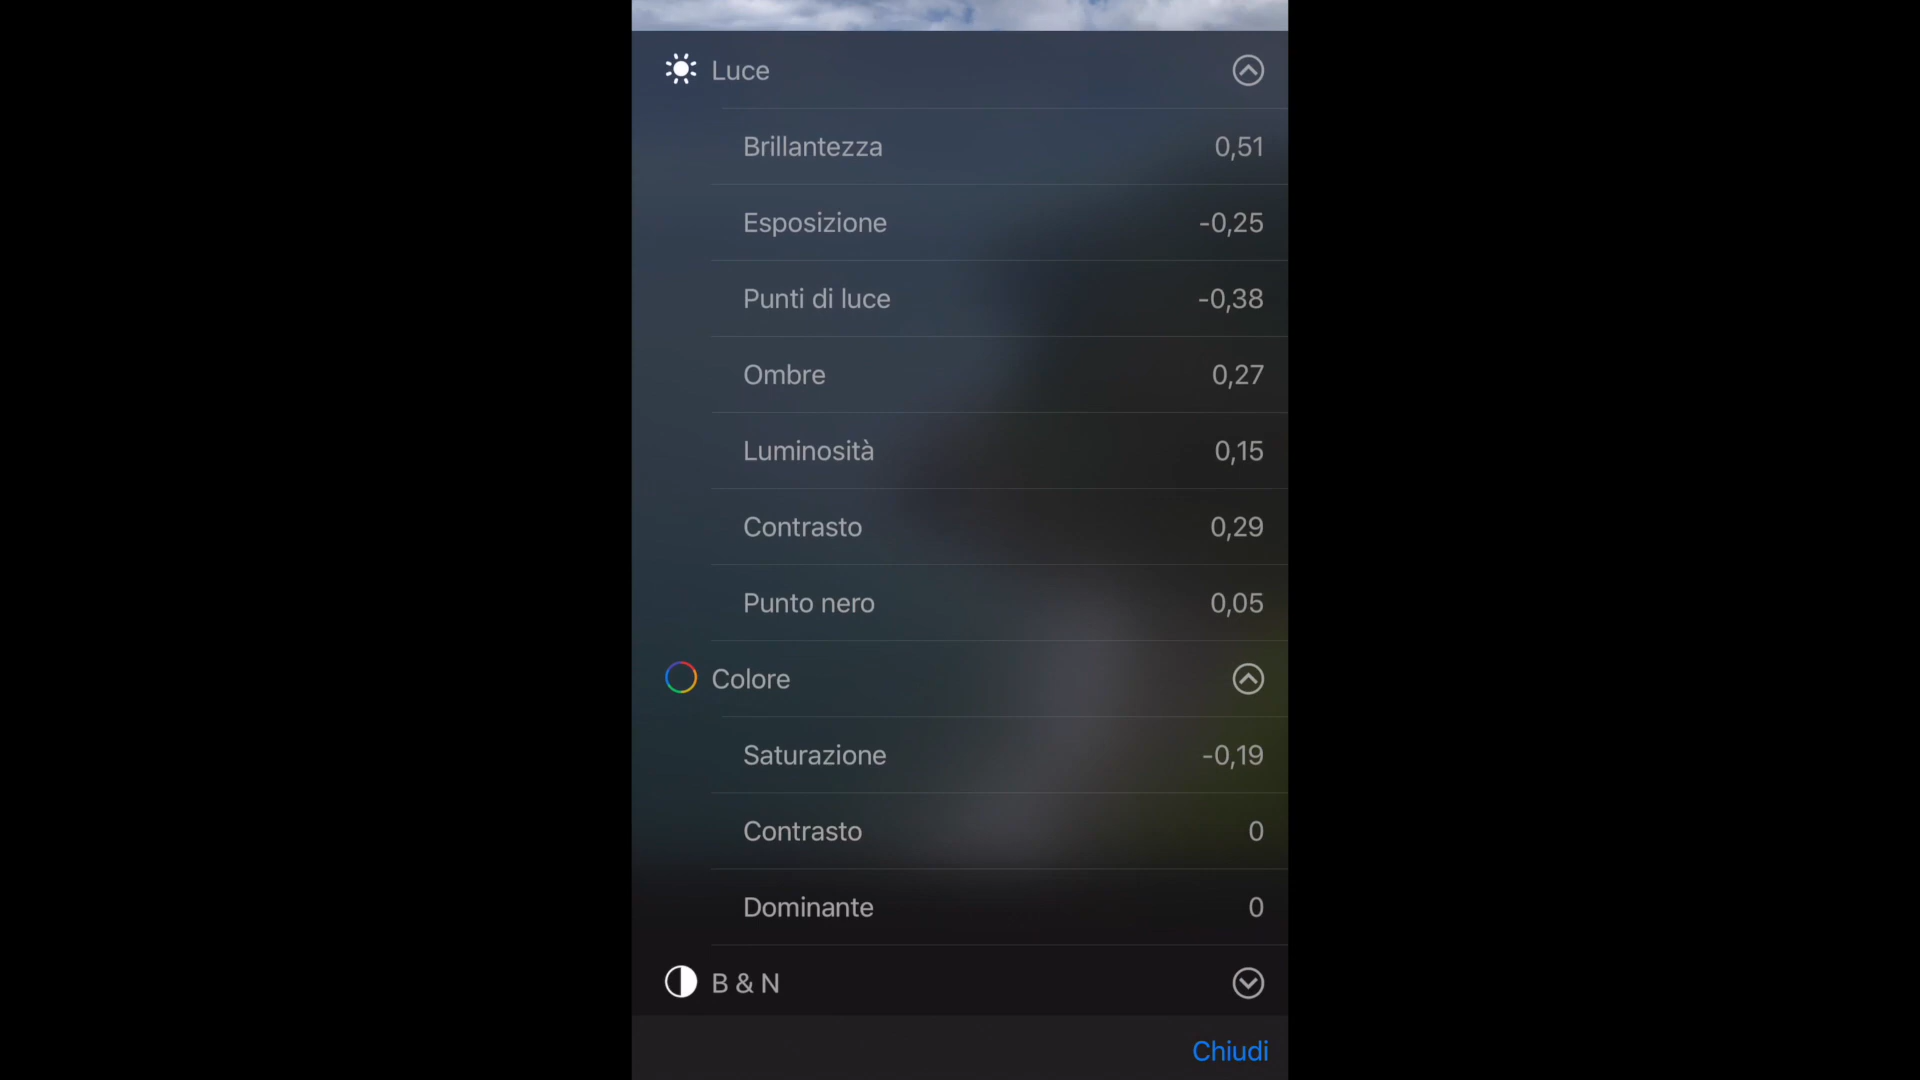 Luce
Brillantezza 0,51
Esposizione -0,25
Punti di luce -0,38
Ombre 0,27
Luminosità 0,15
Contrasto 0,29
Punto nero 0,05
Colore
Saturazione -0,19
Contrasto 0
Dominante 0
B & N
Chiudi